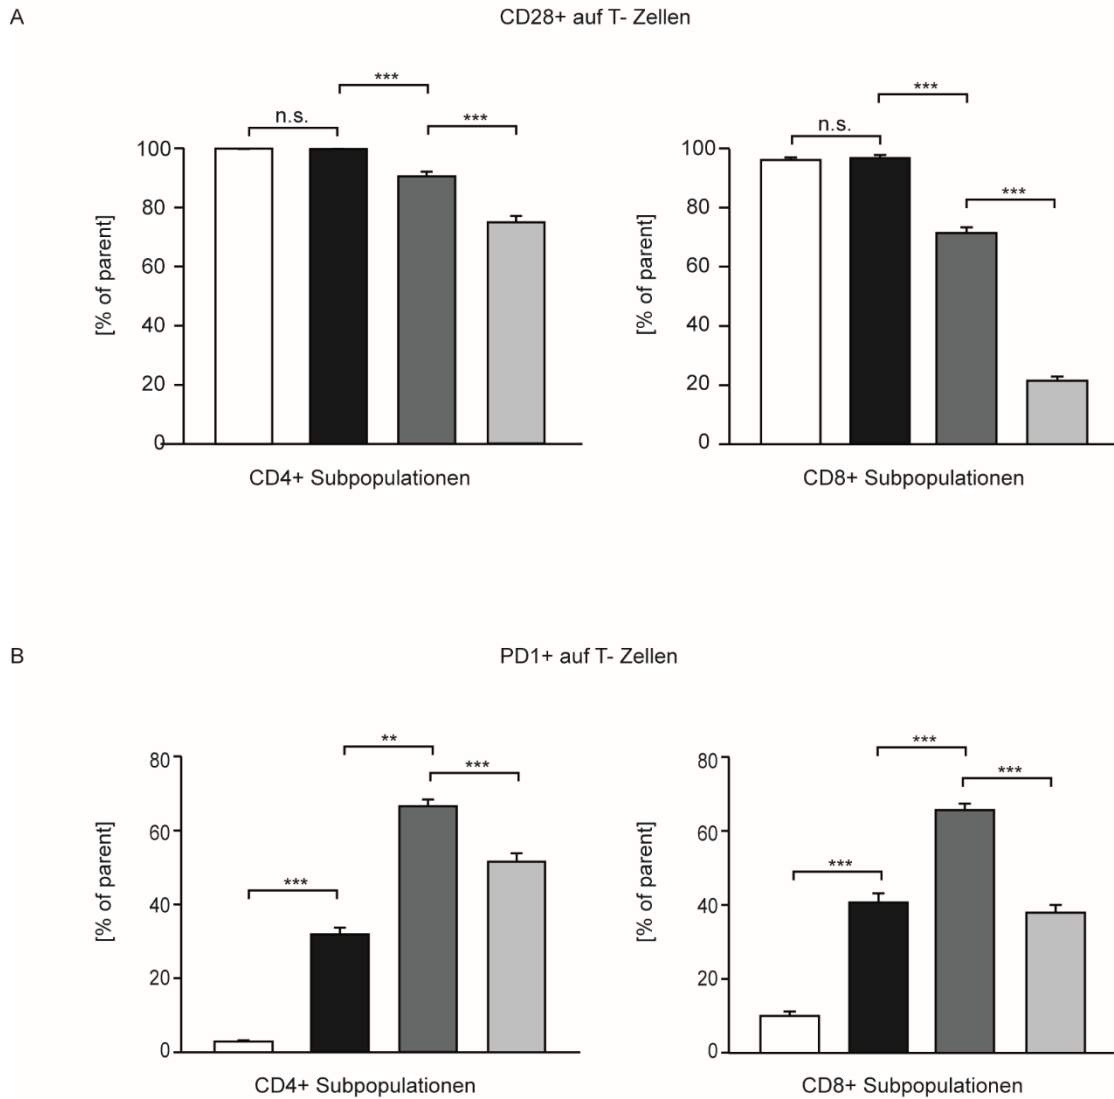 A
CD28+ auf T- Zellen
***
***
n.s.
100
80
60
40
20
0
[% of parent]
CD4+ Subpopulationen
***
n.s.
***
100
80
60
40
20
0
[% of parent]
CD8+ Subpopulationen
B
PD1+ auf T- Zellen
**
***
***
80
60
40
20
0
[% of parent]
CD4+ Subpopulationen
***
***
***
80
60
40
20
0
[% of parent]
CD8+ Subpopulationen